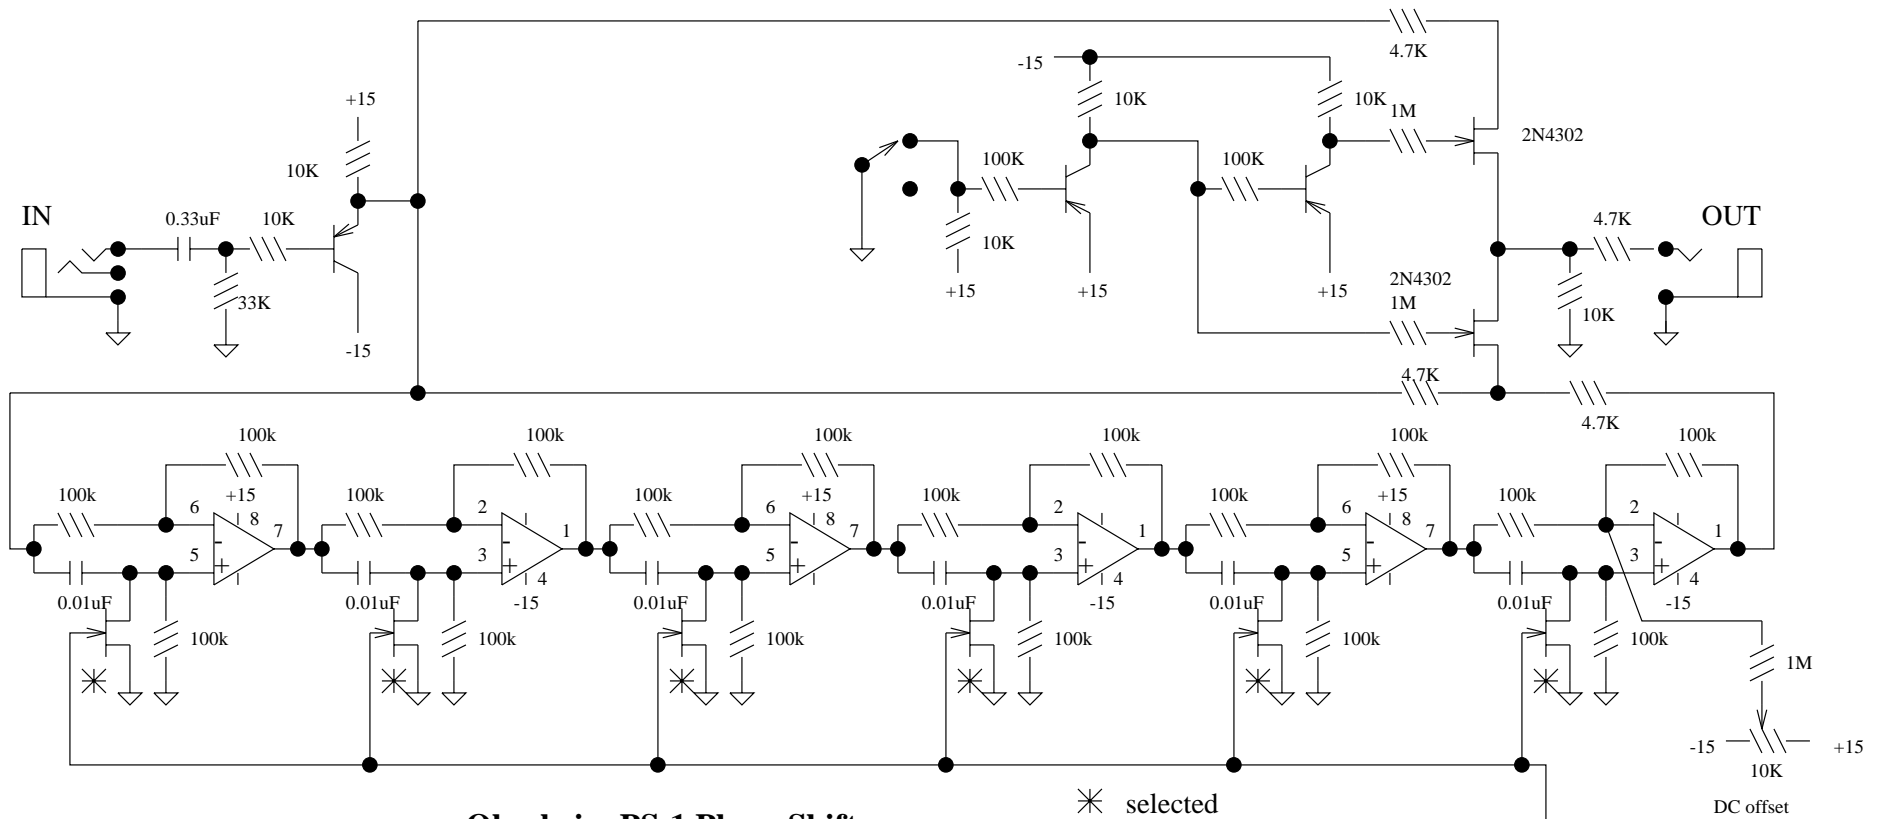 4.7K
-15
10K
10K
1M
2N4302
+15
10K
100K
100K
IN
0.33uF
10K
4.7K
OUT
10K
33K
+15
+15
+15
2N4302
1M
10K
-15
4.7K
4.7K
100k
100k
100k
100k
100k
100k
100k
6
+15
8
7
5
+
-
0.01uF
100k
100k
2
1
3
+
-
4
0.01uF
-15
100k
100k
6
+15
8
7
5
+
-
0.01uF
100k
100k
2
1
3
+
-
4
0.01uF
-15
100k
100k
6
+15
8
7
5
+
-
0.01uF
100k
100k
2
1
3
+
-
4
0.01uF
-15
100k
1M
-15
+15
10K
DC offset
selected